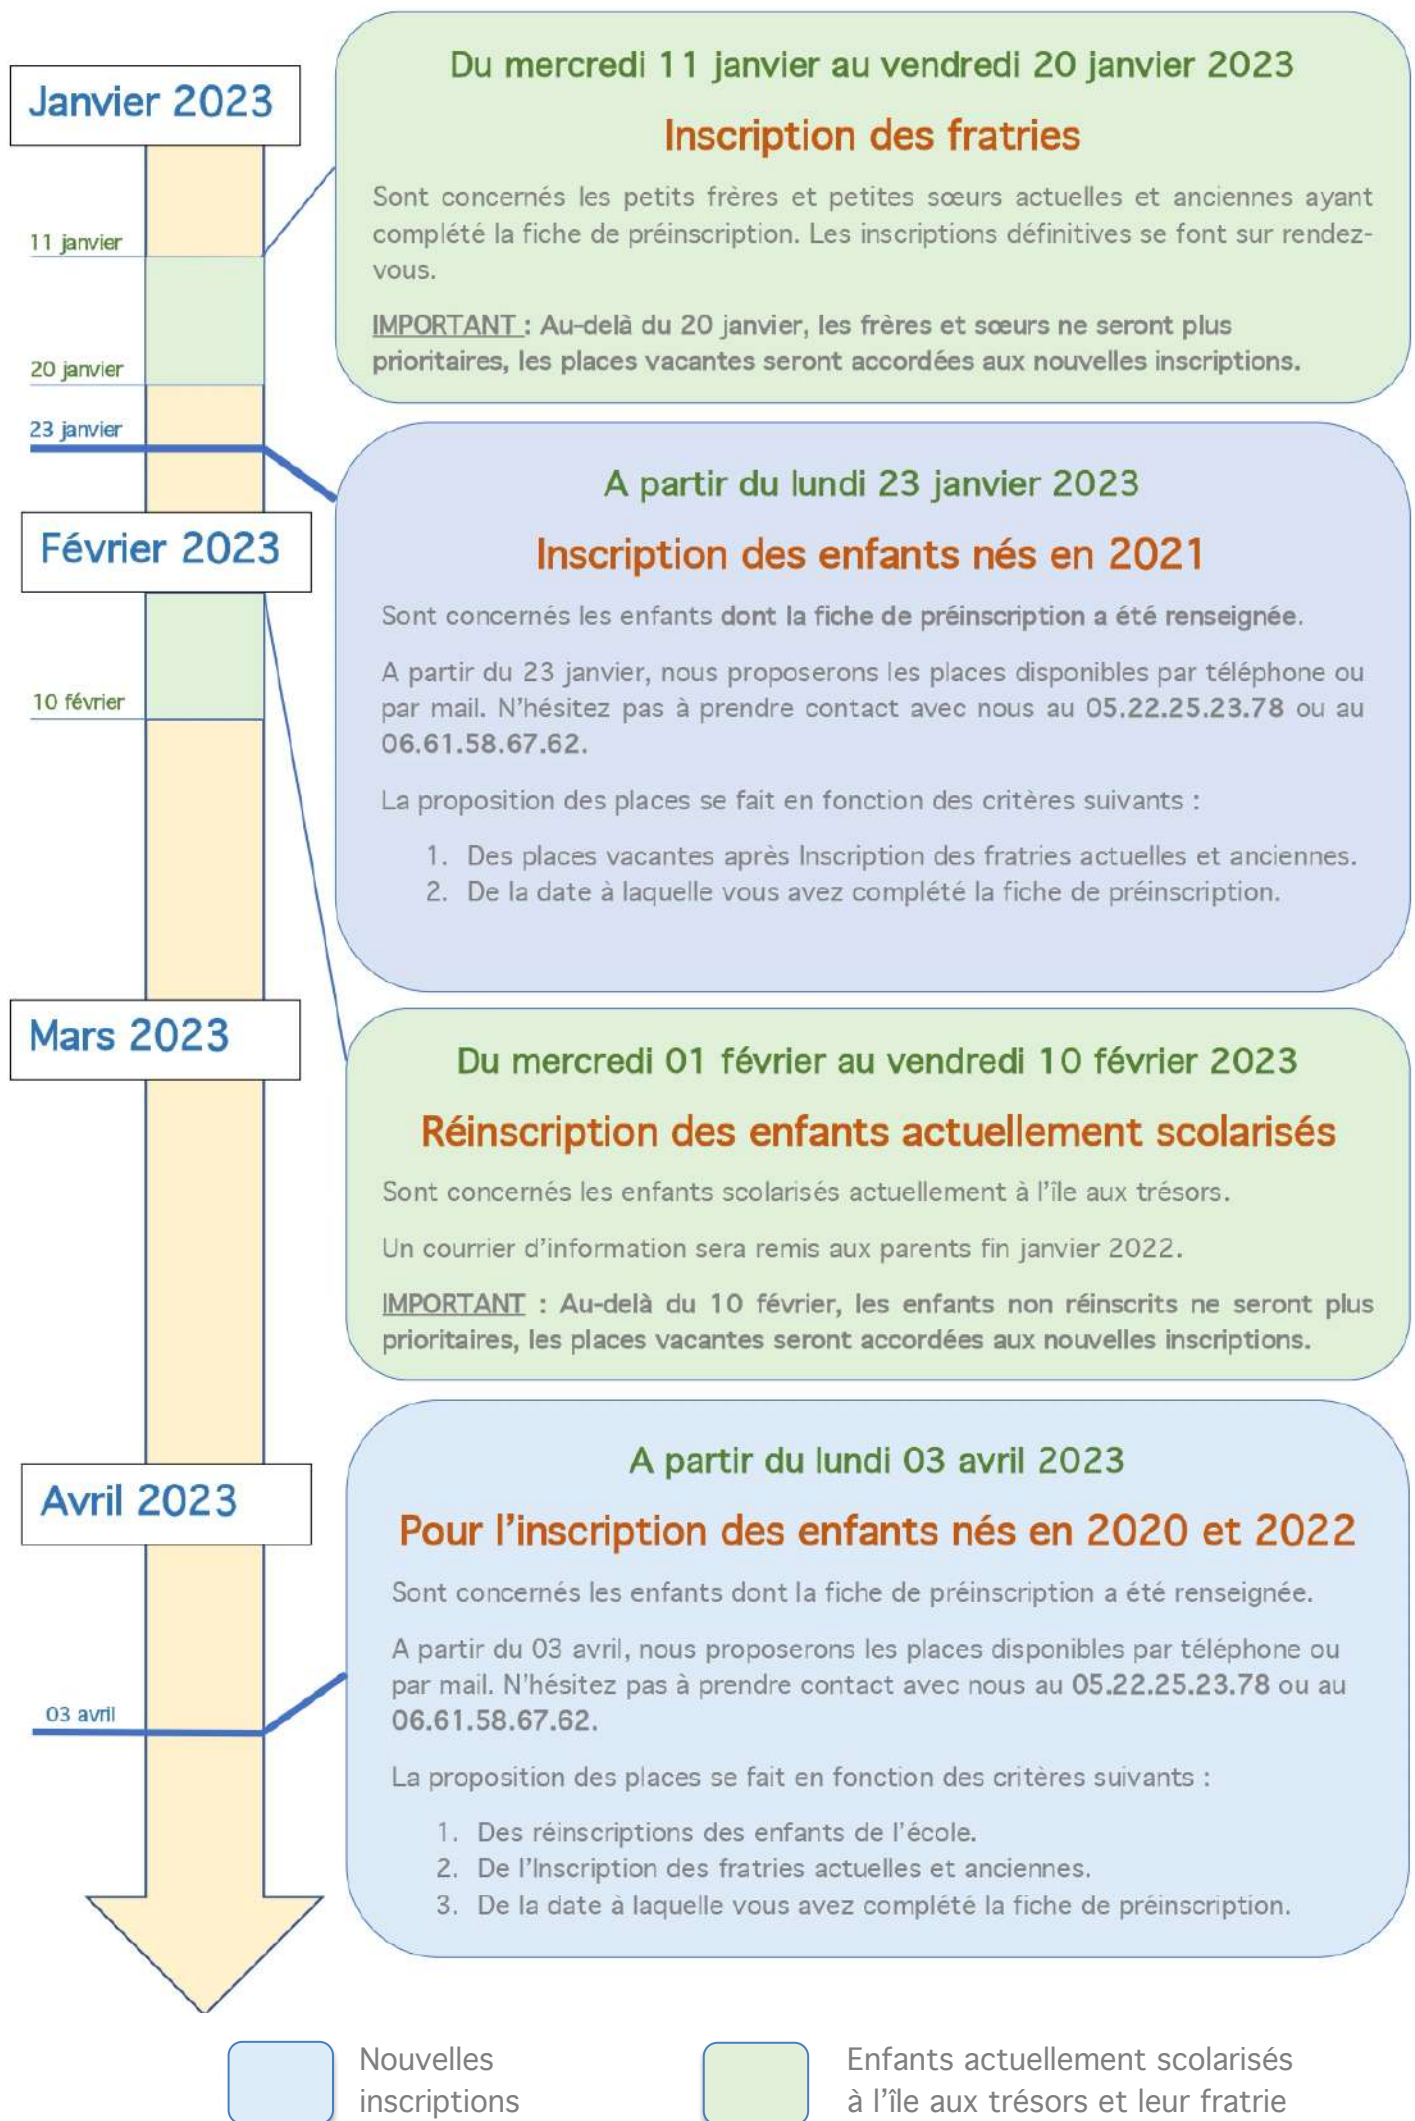 Janvier 2023
11 janvier
20 janvier
23 janvier
Du mercredi 11 janvier au vendredi 20 janvier 2023
Inscription des fratries
Sont concernés les petits frères et petites sœurs actuelles et anciennes ayant
complété la fiche de préinscription. Les inscriptions définitives se font sur rendez-
vous.
IMPORTANT : Au-delà du 20 janvier, les frères et sœurs ne seront plus
prioritaires, les places vacantes seront accordées aux nouvelles inscriptions.
Février 2023
10 février
A partir du lundi 23 janvier 2023
Inscription des enfants nés en 2021
Sont concernés les enfants dont la fiche de préinscription a été renseignée.
A partir du 23 janvier, nous proposerons les places disponibles par téléphone ou
par mail. N'hésitez pas à prendre contact avec nous au 05.22.25.23.78 ou au
06.61.58.67.62.
La proposition des places se fait en fonction des critères suivants :
1. Des places vacantes après Inscription des fratries actuelles et anciennes.
2. De la date à laquelle vous avez complété la fiche de préinscription.
Mars 2023
Du mercredi 01 février au vendredi 10 février 2023
Réinscription des enfants actuellement scolarisés
Sont concernés les enfants scolarisés actuellement à l'île aux trésors.
Un courrier d'information sera remis aux parents fin janvier 2022.
IMPORTANT : Au-delà du 10 février, les enfants non réinscrits ne seront plus
prioritaires, les places vacantes seront accordées aux nouvelles inscriptions.
Avril 2023
03 avril
A partir du lundi 03 avril 2023
Pour l'inscription des enfants nés en 2020 et 2022
Sont concernés les enfants dont la fiche de préinscription a été renseignée.
A partir du 03 avril, nous proposerons les places disponibles par téléphone ou
par mail. N'hésitez pas à prendre contact avec nous au 05.22.25.23.78 ou au
06.61.58.67.62.
La proposition des places se fait en fonction des critères suivants :
1. Des réinscriptions des enfants de l'école.
2. De l'Inscription des fratries actuelles et anciennes.
3. De la date à laquelle vous avez complété la fiche de préinscription.
Nouvelles
inscriptions
Enfants actuellement scolarisés
à l'île aux trésors et leur fratrie